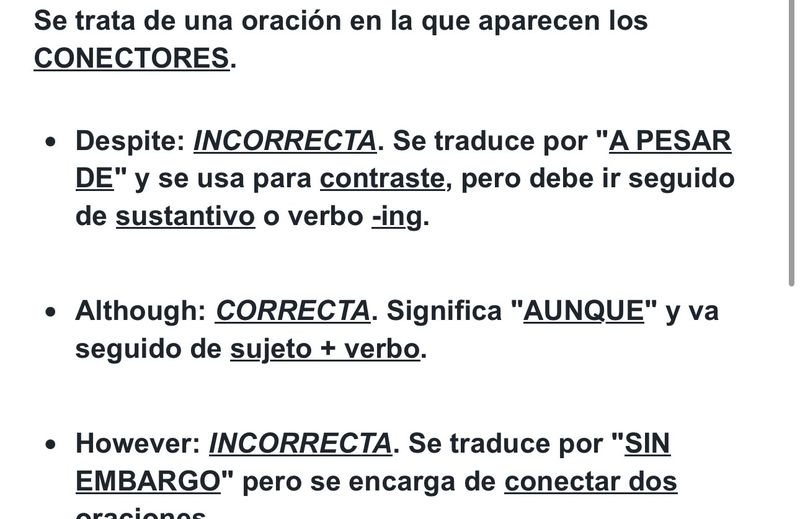 Se trata de una oración en la que aparecen los
CONECTORES.
• Despite: INCORRECTA. Se traduce por "A PESAR
DE" y se usa para contraste, pero debe ir seguido
de sustantivo o verbo -ing.
• Although: CORRECTA. Significa "AUNQUE" y va
seguido de sujeto + verbo.
• However: INCORRECTA. Se traduce por "SIN
EMBARGO" pero se encarga de conectar dos
oraciones.